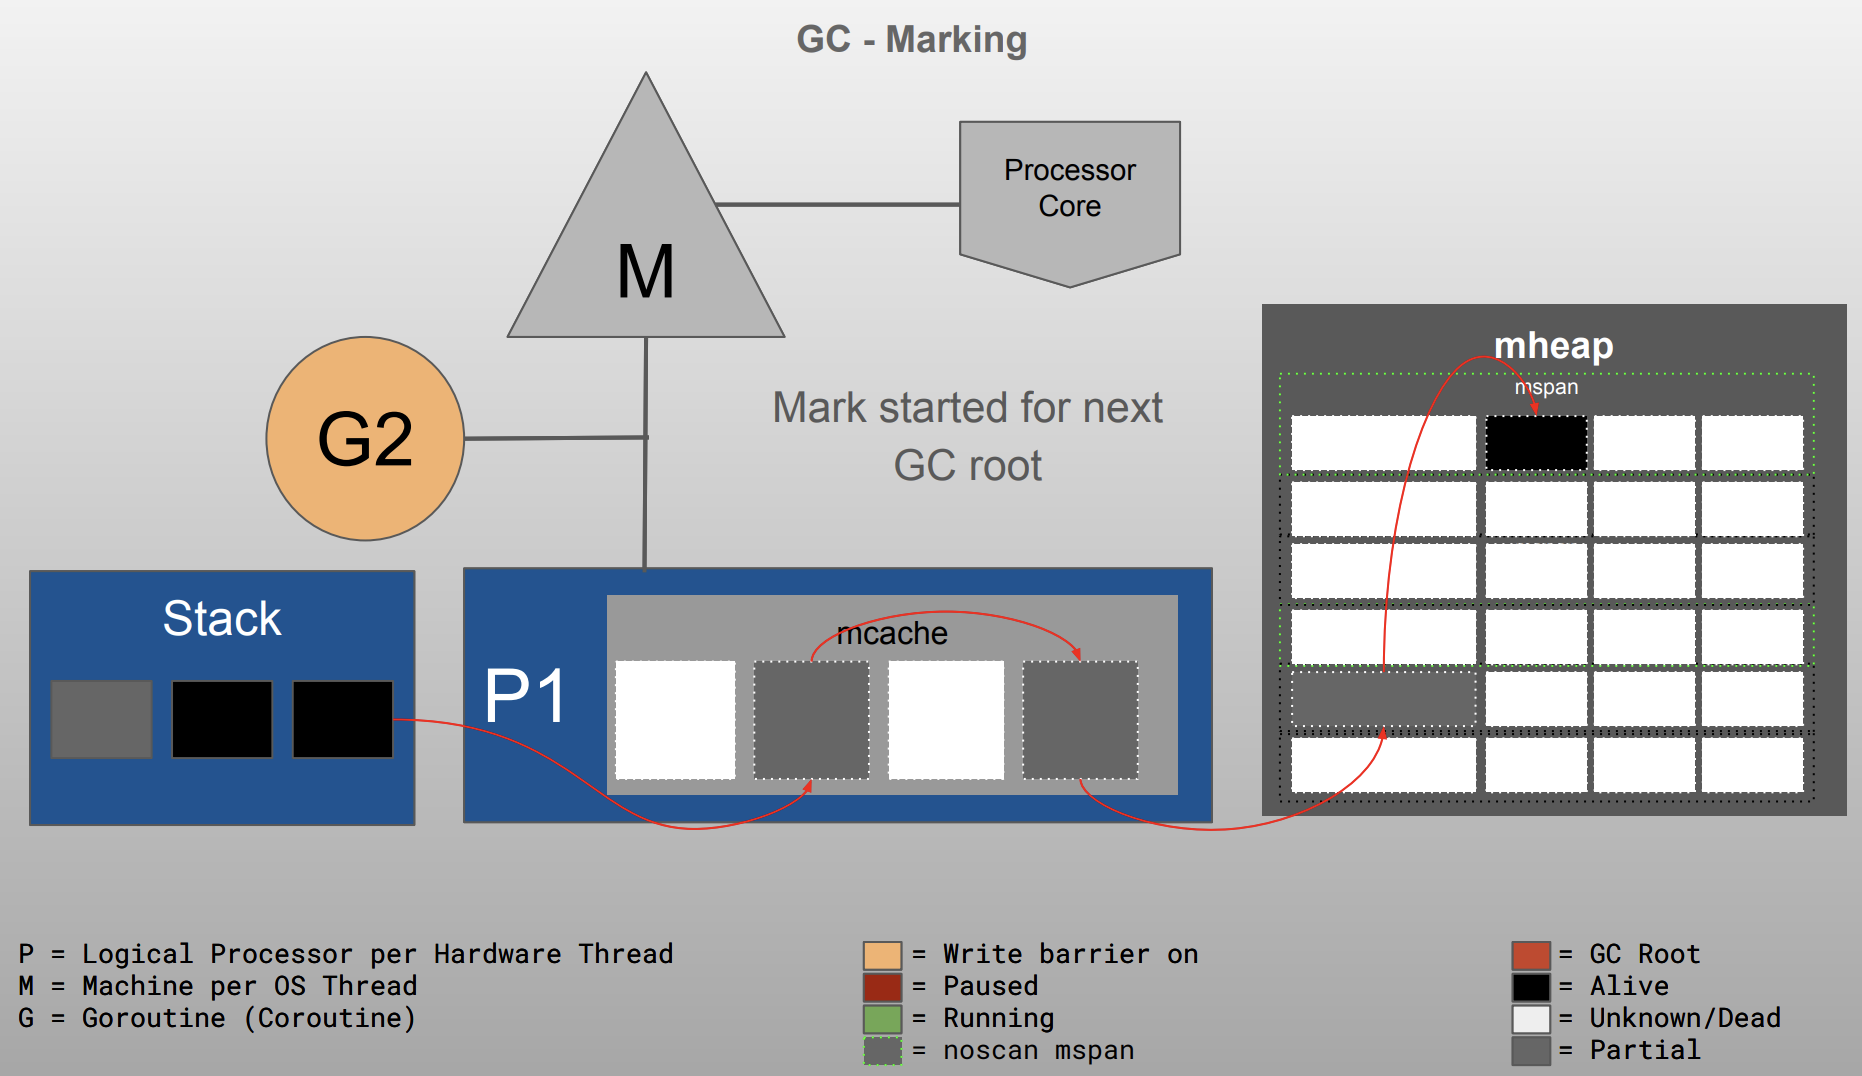 GC - Marking
Processor
Core
M
mheap
mspan
G2
Mark started for next
GC root
Stack
mcache
P1
P = Logical Processor per Hardware Thread
M = Machine per OS Thread
G = Goroutine (Coroutine)
= Write barrier on
= Paused
= Running
= noscan mspan
= GC Root
= Alive
= Unknown/Dead
= Partial